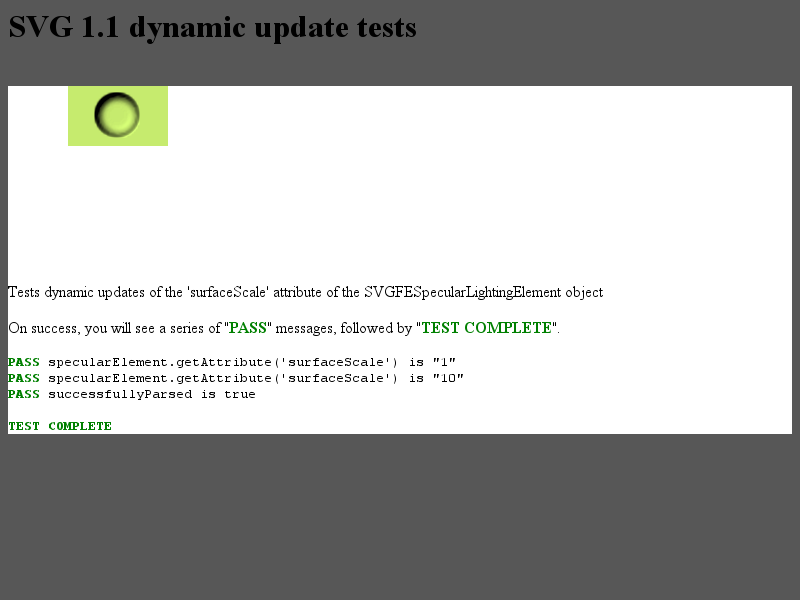 SVG 1.1 dynamic update tests
Tests dynamic updates of the 'surfaceScale' attribute of the SVGFESpecularLightingElement object
On success, you will see a series of "PASS" messages, followed by "TEST COMPLETE".
PASS specularElement.getAttribute('surfaceScale') is "1"
PASS specularElement.getAttribute('surfaceScale') is "10"
PASS successfullyParsed is true
TEST COMPLETE